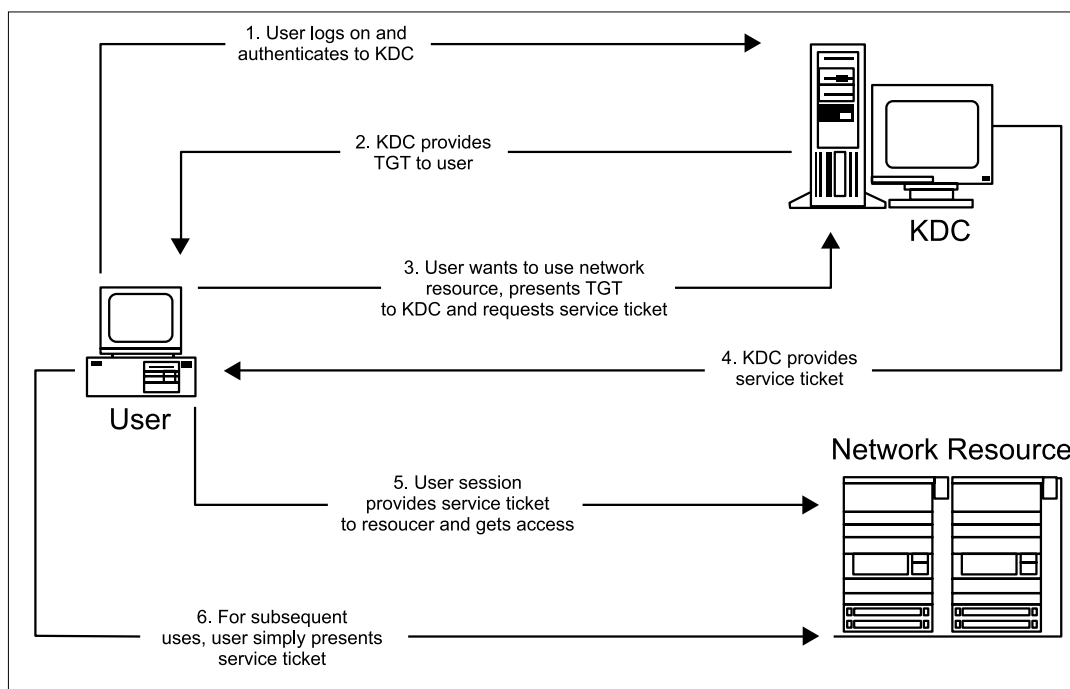 1. User logs on and
authenticates to KDC
2. KDC provides
TGT to user
KDC
3. User wants to use network
resource, presents TGT
to KDC and requests service ticket
4. KDC provides
service ticket
User
Network Resource
5. User session
provides service ticket
to resoucer and gets access
6. For subsequent
uses, user simply presents
service ticket